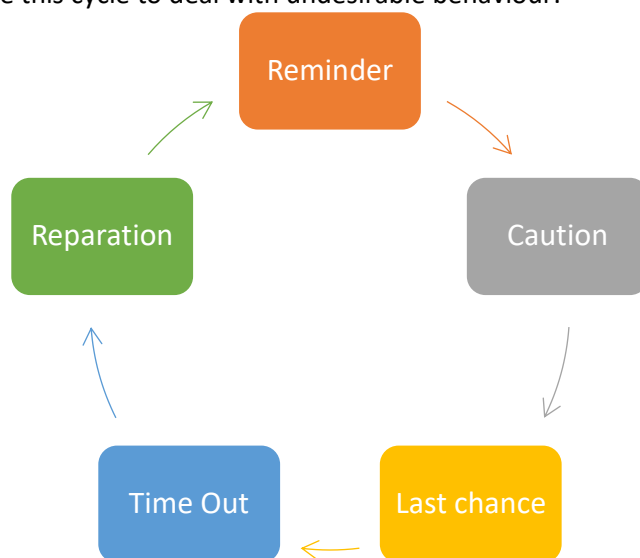 this cycle to deal with undesirable behaviour.
Reminder
Caution
Last chance
Time Out
Reparation